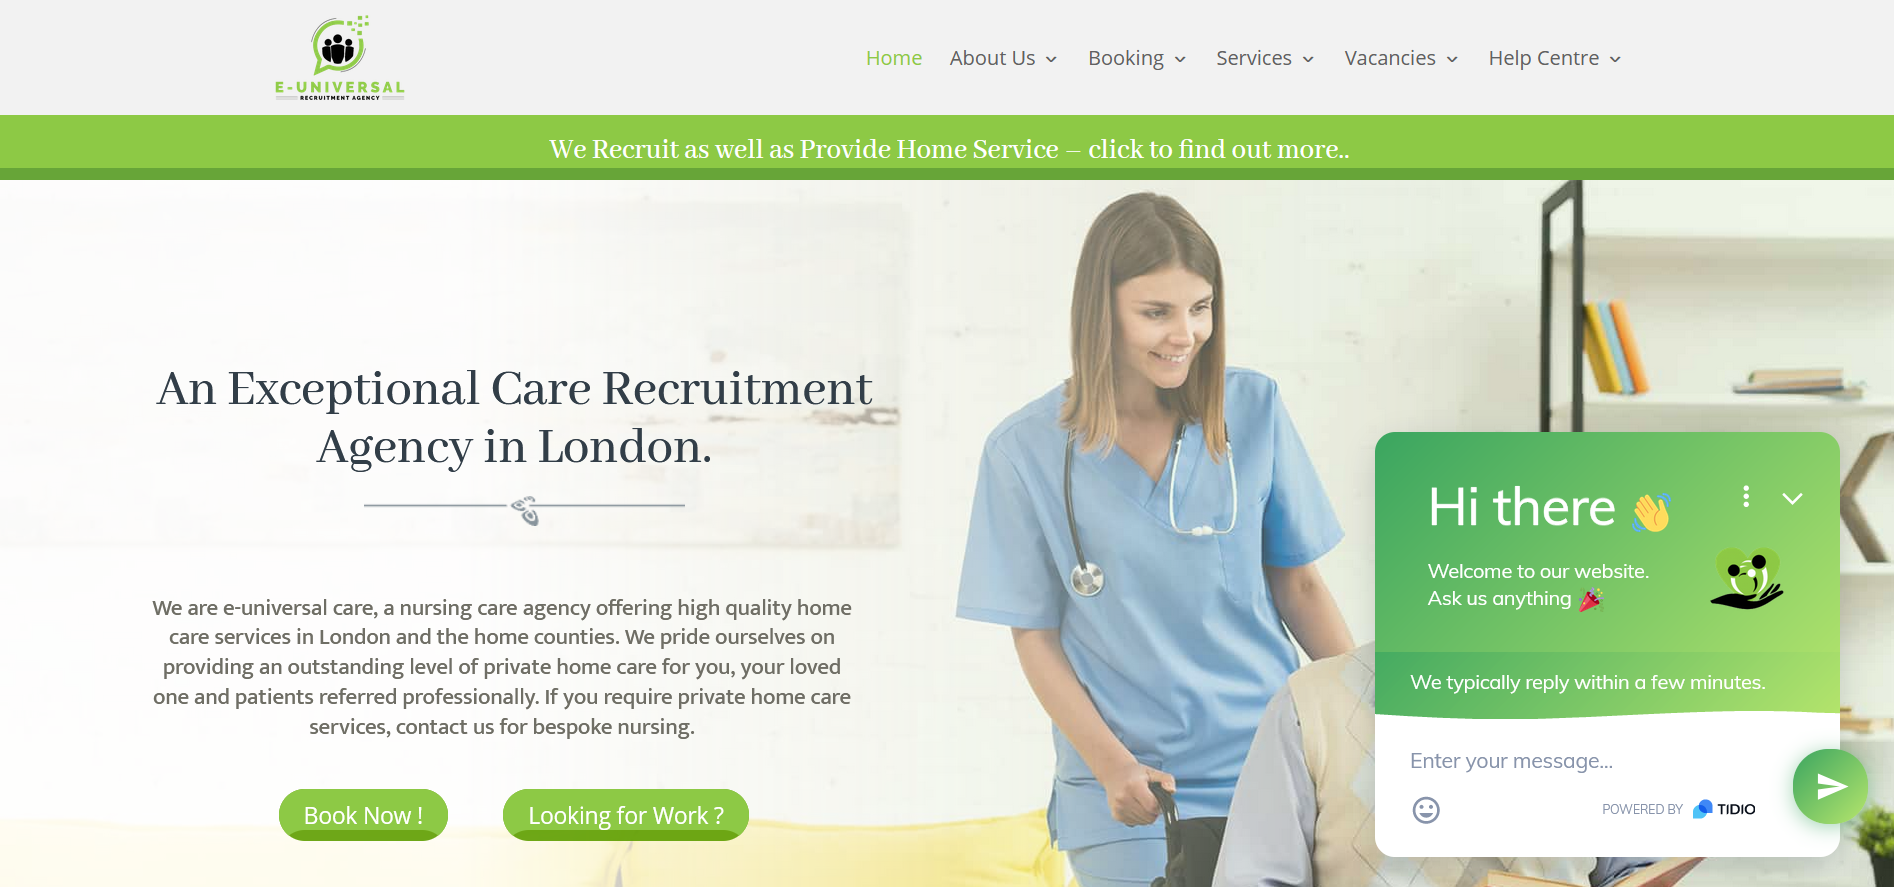 E-UNIVERSAL
RECRUITMENT AGENCY
Home About Us Booking Services Vacancies Help Centre
We Recruit as well as Provide Home Service – click to find out more..
An Exceptional Care Recruitment
Agency in London.
We are e-universal care, a nursing care agency offering high quality home
care services in London and the home counties. We pride ourselves on
providing an outstanding level of private home care for you, your loved
one and patients referred professionally. If you require private home care
services, contact us for bespoke nursing.
Book Now ! Looking for Work ?
Hi there 👋
Welcome to our website.
Ask us anything 🎉
We typically reply within a few minutes.
Enter your message...
POWERED BY TIDIO